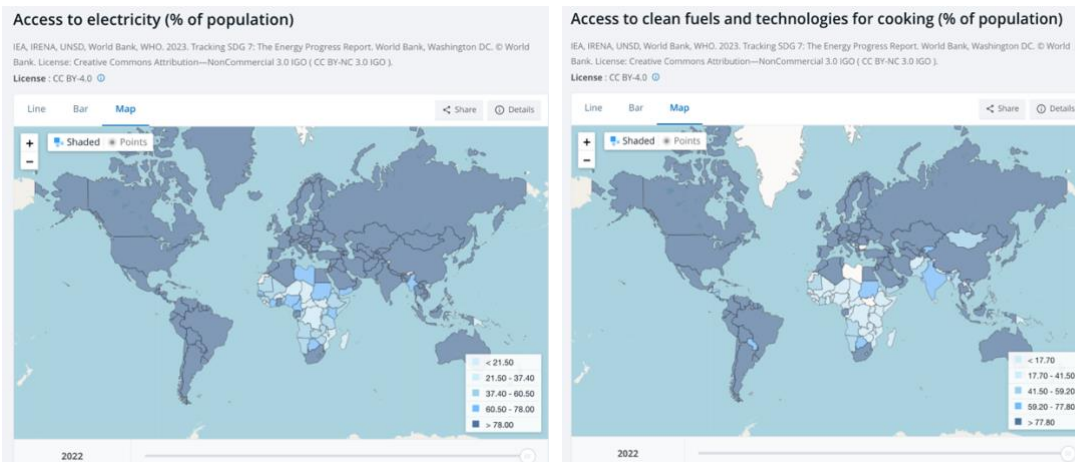 Access to electricity (% of population)
IEA, IRENA, UNSD, World Bank, WHO. 2023. Tracking SDG 7: The Energy Progress Report. World Bank, Washington DC. © World
Bank. License: Creative Commons Attribution—NonCommercial 3.0 IGO ( CC BY-NC 3.0 IGO ).
License : CC BY-4.0
Line Bar Map Share Details
+ Shaded Points
−
< 21.50
21.50 - 37.40
37.40 - 60.50
60.50 - 78.00
> 78.00
2022
Access to clean fuels and technologies for cooking (% of population)
IEA, IRENA, UNSD, World Bank, WHO. 2023. Tracking SDG 7: The Energy Progress Report. World Bank, Washington DC. © World
Bank. License: Creative Commons Attribution—NonCommercial 3.0 IGO ( CC BY-NC 3.0 IGO ).
License : CC BY-4.0
Line Bar Map Share Details
+ Shaded Points
−
< 17.70
17.70 - 41.50
41.50 - 59.20
59.20 - 77.80
> 77.80
2022